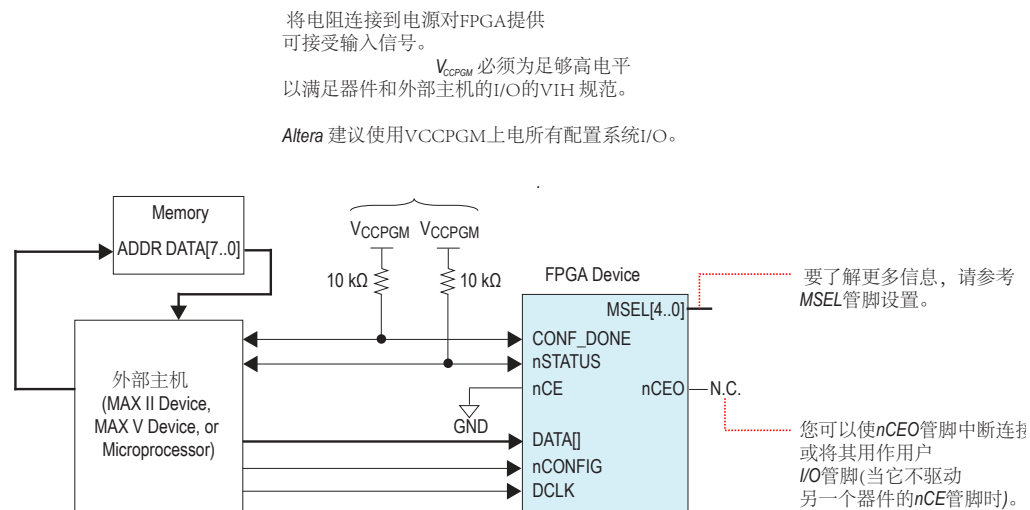 将电阻连接到电源对FPGA提供
可接受输入信号。
VCCPGM 必须为足够高电平
以满足器件和外部主机的I/O的VIH 规范。
Altera 建议使用VCCPGM上电所有配置系统I/O。
.
Memory
ADDR DATA[7..0]
VCCPGM VCCPGM
10 kΩ 10 kΩ
FPGA Device
MSEL[4..0]
CONF_DONE
nSTATUS
nCE
nCEO
N.C.
GND
DATA[]
nCONFIG
DCLK
外部主机
(MAX II Device,
MAX V Device, or
Microprocessor)
要了解更多信息，请参考
MSEL管脚设置。
您可以使nCEO管脚中断连接
或将其用作用户
I/O管脚(当它不驱动
另一个器件的nCE管脚时)。